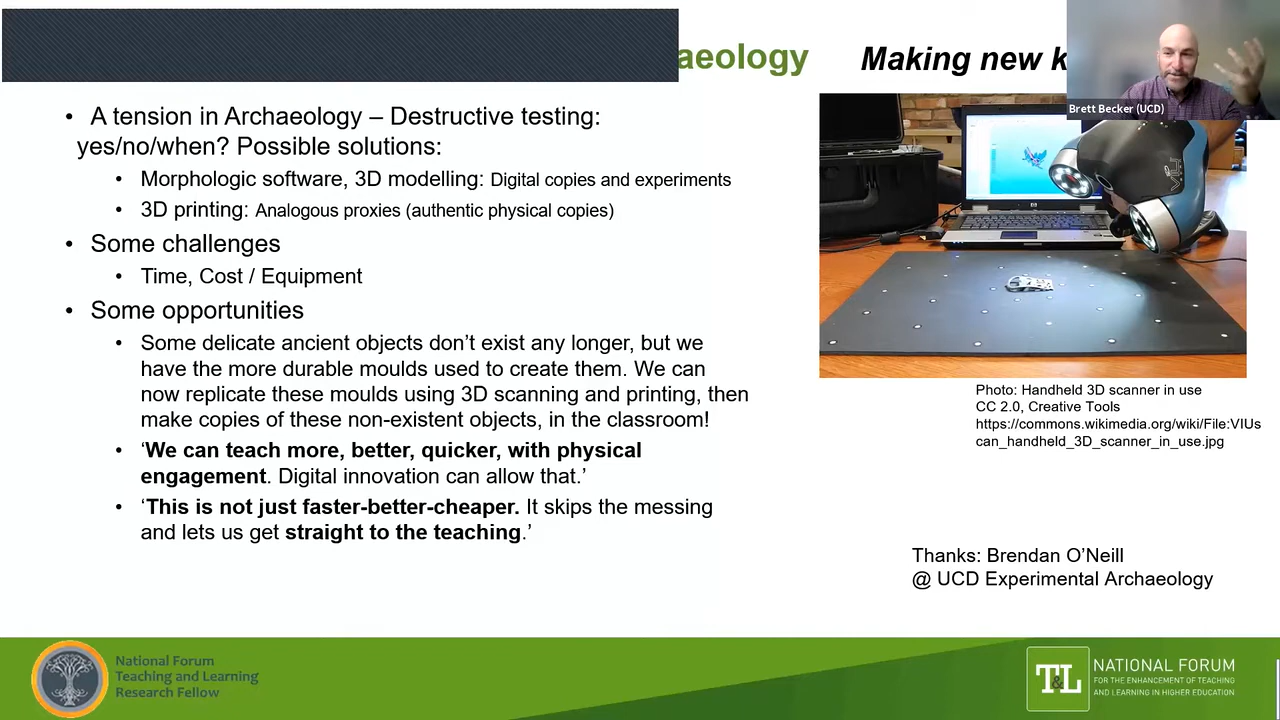 aeology
Making new k
Brett Becker (UCD)
• A tension in Archaeology – Destructive testing:
yes/no/when? Possible solutions:
• Morphologic software, 3D modelling: Digital copies and experiments
• 3D printing: Analogous proxies (authentic physical copies)
• Some challenges
• Time, Cost / Equipment
• Some opportunities
• Some delicate ancient objects don’t exist any longer, but we
have the more durable moulds used to create them. We can
now replicate these moulds using 3D scanning and printing, then
make copies of these non-existent objects, in the classroom!
• ‘We can teach more, better, quicker, with physical
engagement. Digital innovation can allow that.’
• ‘This is not just faster-better-cheaper. It skips the messing
and lets us get straight to the teaching.’
Photo: Handheld 3D scanner in use
CC 2.0, Creative Tools
https://commons.wikimedia.org/wiki/File:VIUs
can_handheld_3D_scanner_in_use.jpg
Thanks: Brendan O’Neill
@ UCD Experimental Archaeology
National Forum
Teaching and Learning
Research Fellow
T&L
NATIONAL FORUM
FOR THE ENHANCEMENT OF TEACHING
AND LEARNING IN HIGHER EDUCATION